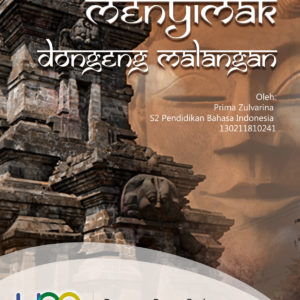 menyimak
dongeng malangan
Oleh:
Prima Zulvarina
S2 Pendidikan Bahasa Indonesia
130211810241